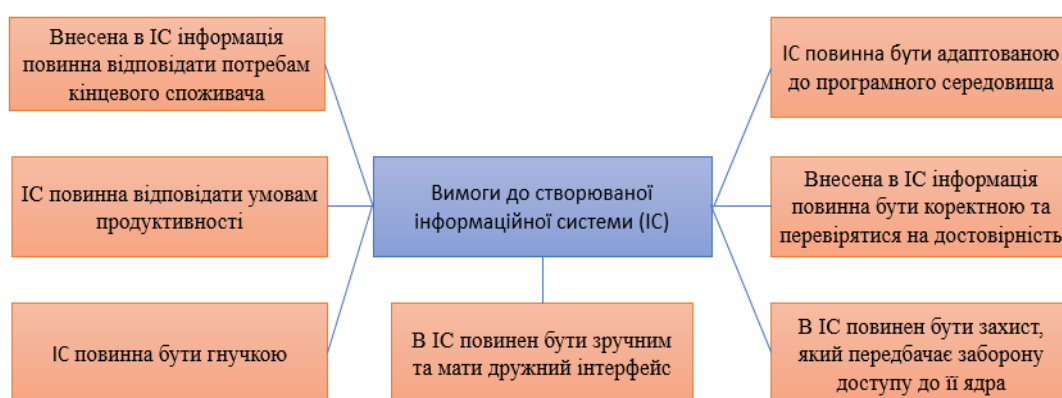 Внесена в ІС інформація
повинна відповідати потребам
кінцевого споживача
ІС повинна бути адаптованою
до програмного середовища
ІС повинна відповідати умовам
продуктивності
Вимоги до створюваної
інформаційної системи (ІС)
Внесена в ІС інформація
повинна бути коректною та
перевірятися на достовірність
ІС повинна бути гнучкою
В ІС повинен бути зручним
та мати дружний інтерфейс
В ІС повинен бути захист,
який передбачає заборону
доступу до її ядра